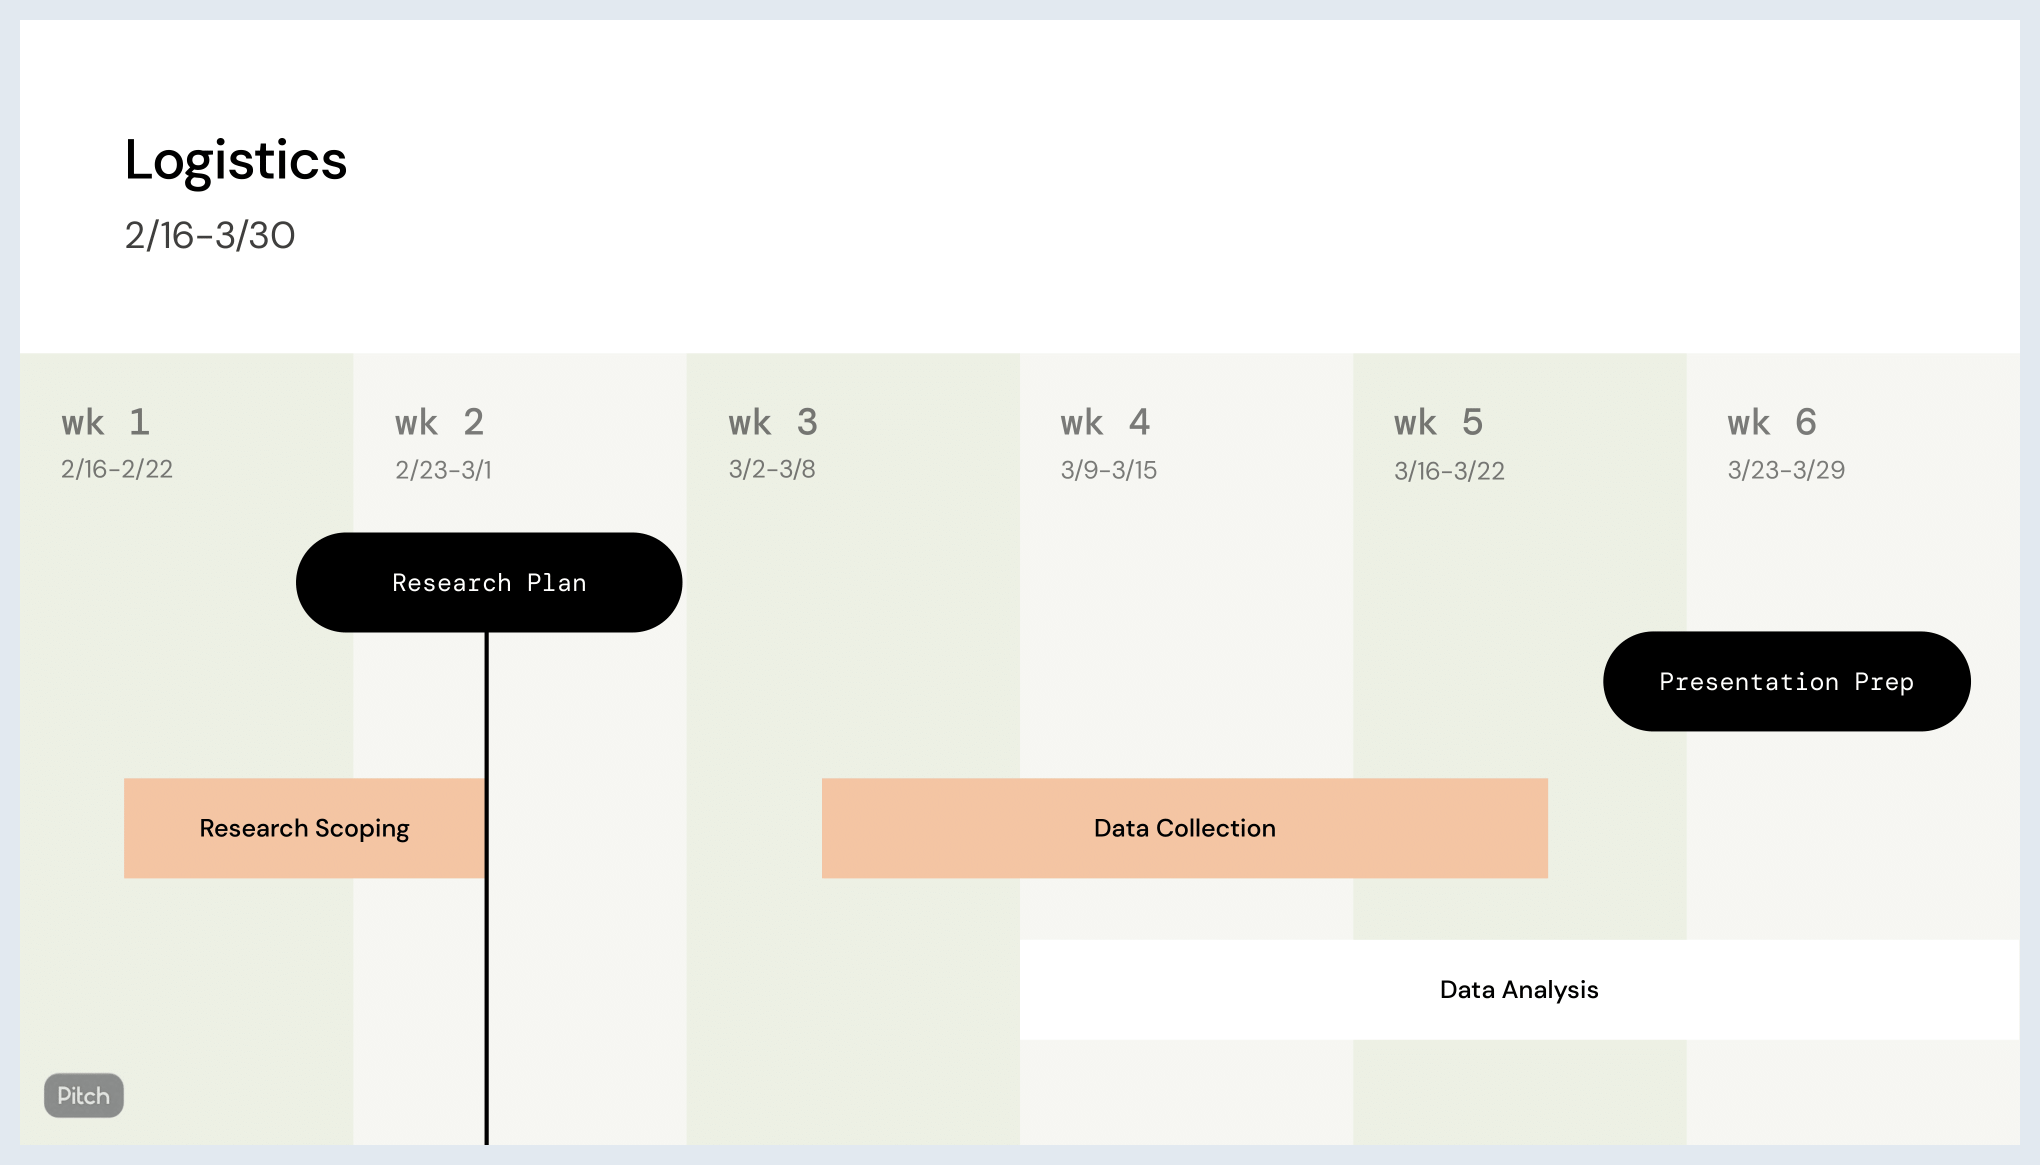 Logistics
2/16-3/30
wk 1
2/16-2/22
wk 2
2/23-3/1
wk 3
3/2-3/8
wk 4
3/9-3/15
wk 5
3/16-3/22
wk 6
3/23-3/29
Research Plan
Presentation Prep
Research Scoping
Data Collection
Data Analysis
Pitch